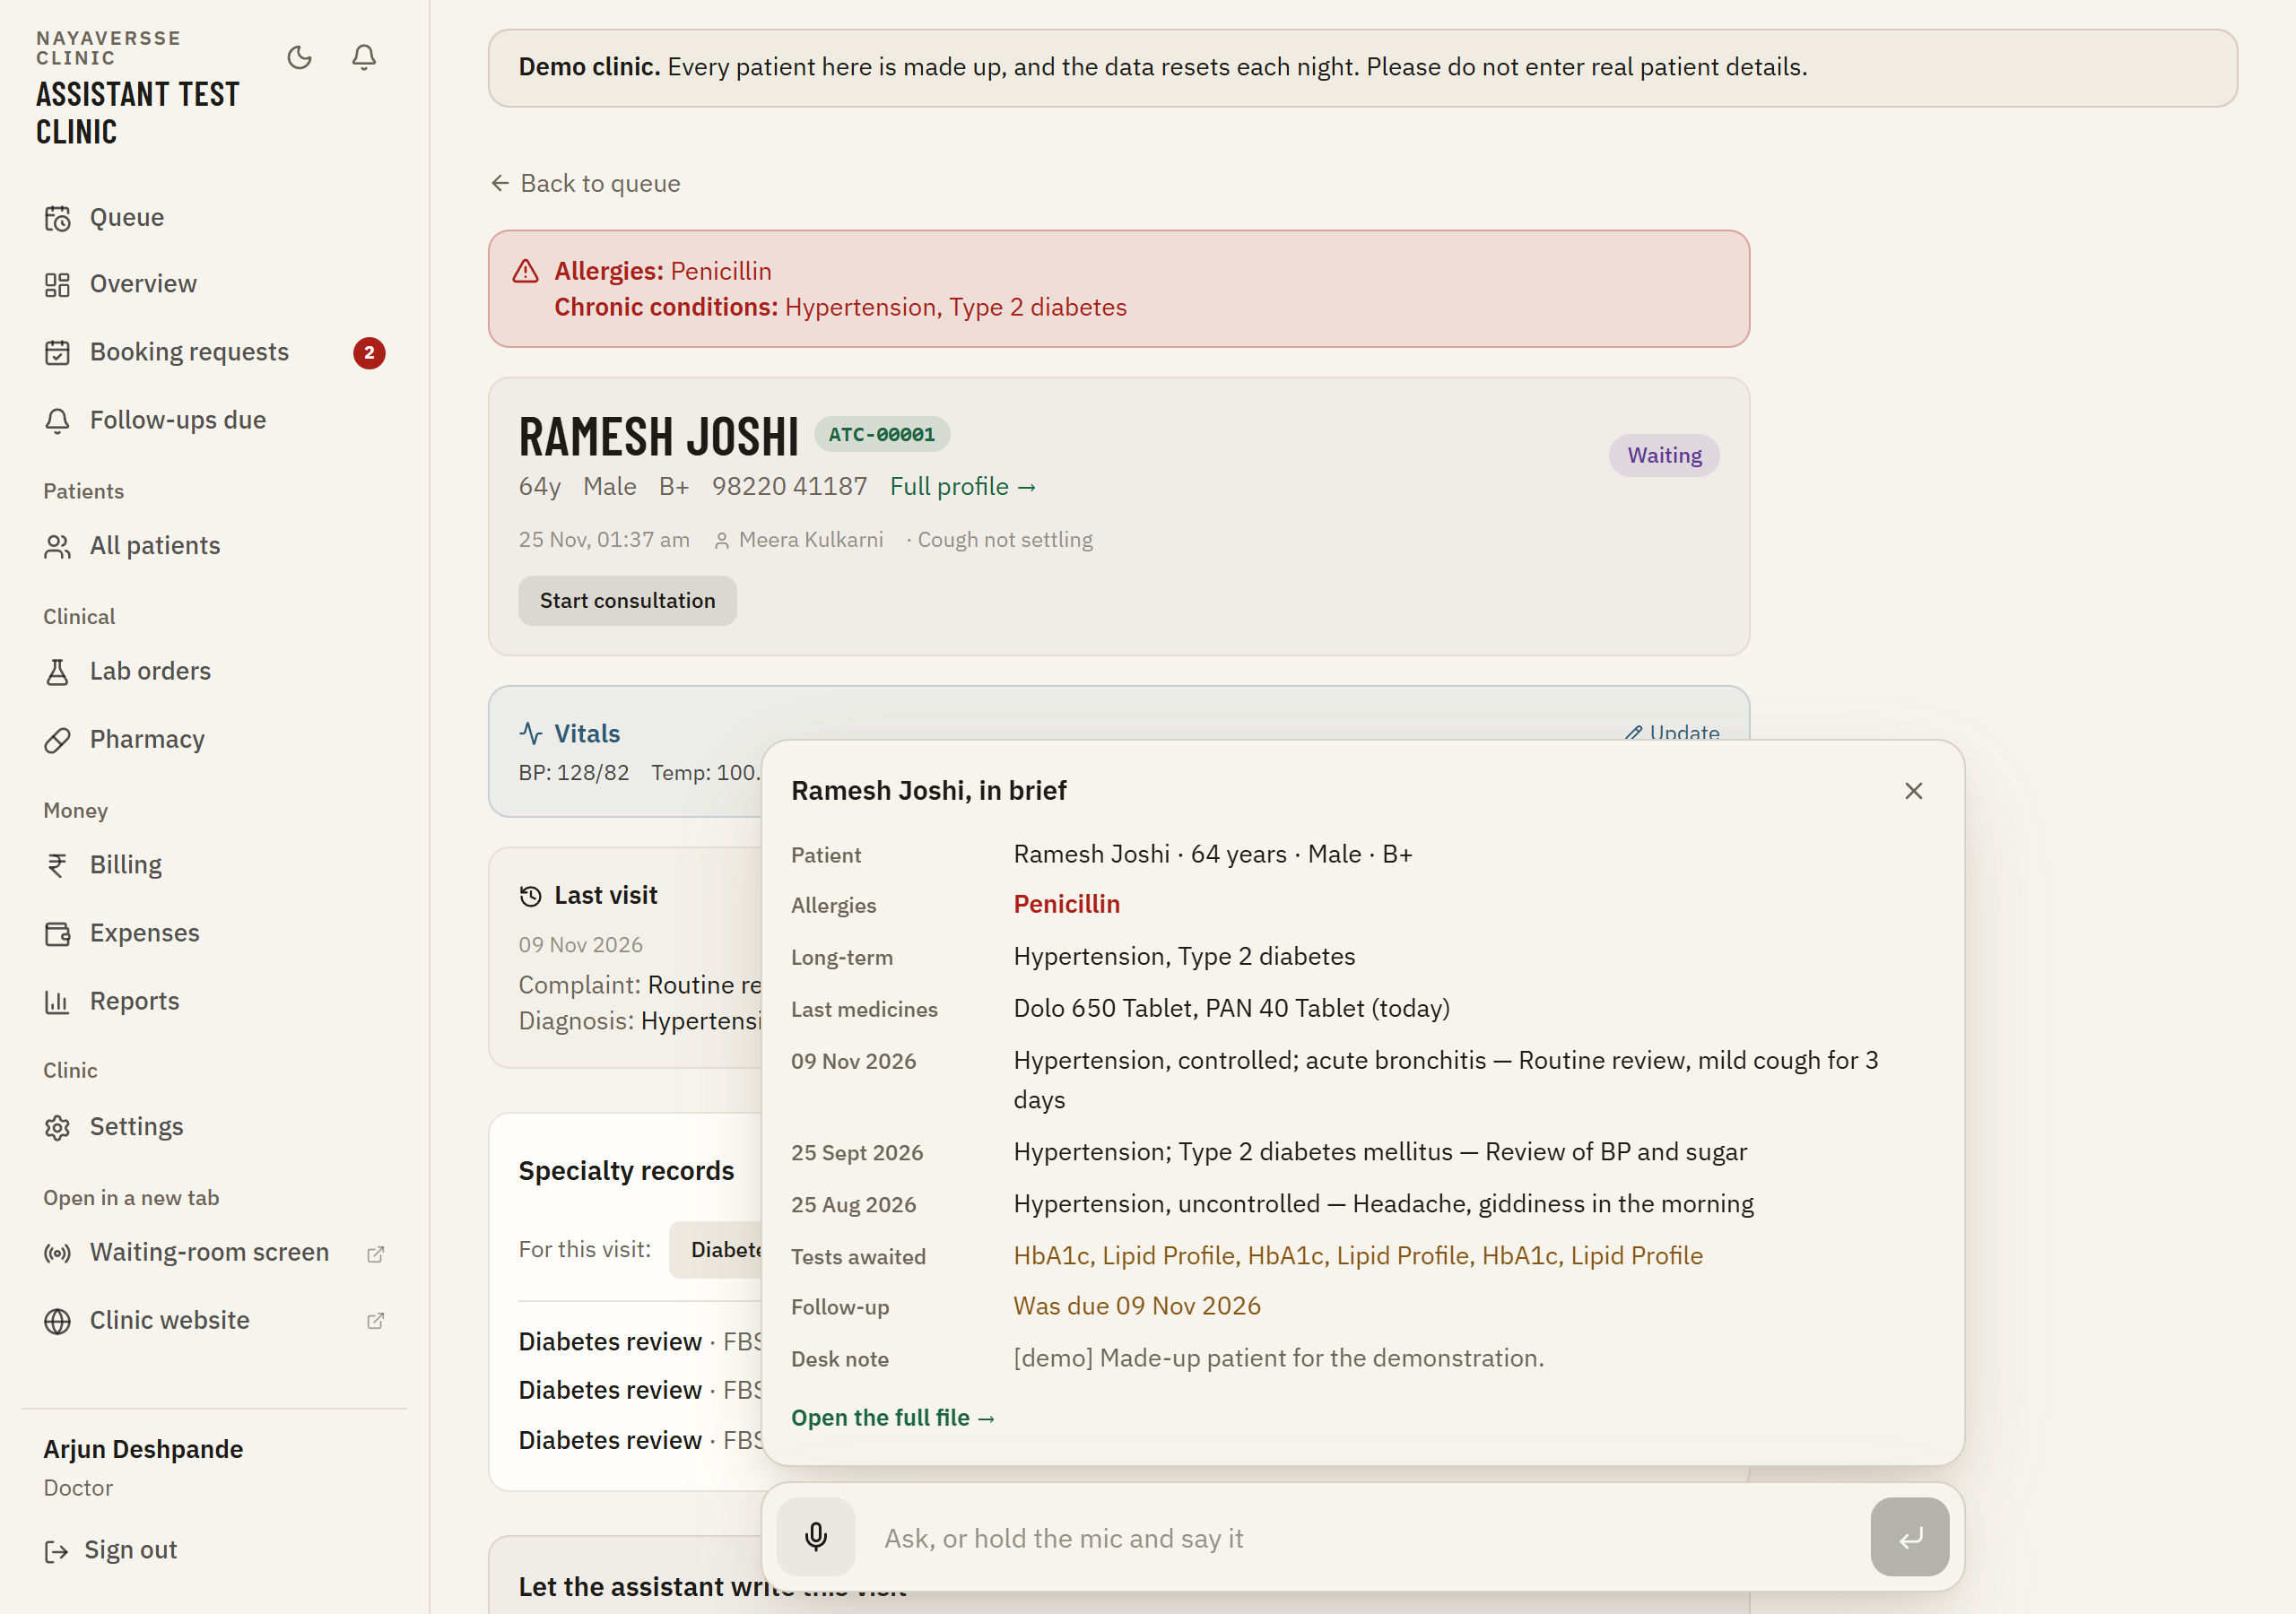 NAYAVERSSE
CLINIC
ASSISTANT TEST
CLINIC
Queue
Overview
Booking requests 2
Follow-ups due
Patients
All patients
Clinical
Lab orders
Pharmacy
Money
Billing
Expenses
Reports
Clinic
Settings
Open in a new tab
Waiting-room screen
Clinic website
Arjun Deshpande
Doctor
Sign out
Demo clinic. Every patient here is made up, and the data resets each night. Please do not enter real patient details.
← Back to queue
Allergies: Penicillin
Chronic conditions: Hypertension, Type 2 diabetes
RAMESH JOSHI ATC-00001
Waiting
64y Male B+ 98220 41187 Full profile →
25 Nov, 01:37 am Meera Kulkarni · Cough not settling
Start consultation
Vitals Update
BP: 128/82 Temp: 100.
Last visit
09 Nov 2026
Complaint: Routine
Diagnosis:
Specialty records
For this visit:
Diabetes review ·
Diabetes review ·
Diabetes review ·
Let the assistant write this visit
Ramesh Joshi, in brief
Patient Ramesh Joshi · 64 years · Male · B+
Allergies Penicillin
Long-term Hypertension, Type 2 diabetes
Last medicines Dolo 650 Tablet, PAN 40 Tablet (today)
09 Nov 2026 Hypertension, controlled; acute bronchitis — Routine review, mild cough for 3
days
25 Sept 2026 Hypertension; Type 2 diabetes mellitus — Review of BP and sugar
25 Aug 2026 Hypertension, uncontrolled — Headache, giddiness in the morning
Tests awaited HbA1c, Lipid Profile, HbA1c, Lipid Profile, HbA1c, Lipid Profile
Follow-up Was due 09 Nov 2026
Desk note [demo] Made-up patient for the demonstration.
Open the full file →
Ask, or hold the mic and say it